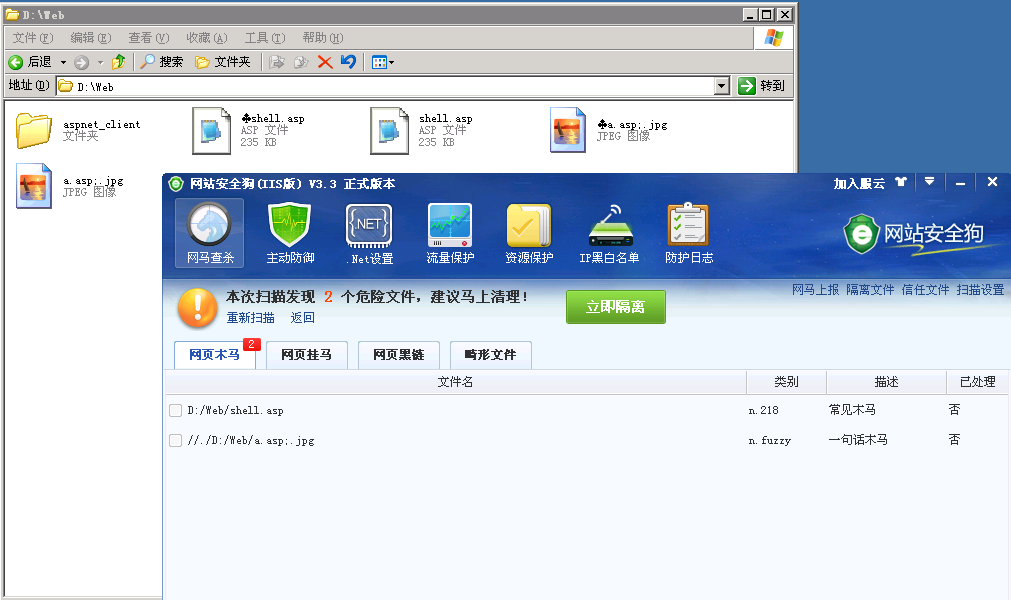 D:\Web
文件(F) 编辑(E) 查看(V) 收藏(A) 工具(T) 帮助(H)
后退 搜索 文件夹
地址(D) D:\Web 转到
aspnet_client
文件夹
♣shell.asp
ASP 文件
235 KB
shell.asp
ASP 文件
235 KB
♣a.asp;.jpg
JPEG 图像
a.asp;.jpg
JPEG 图像
网站安全狗(IIS版) V3.3 正式版本 加入服云
网马查杀 主动防御 .Net设置 流量保护 资源保护 IP黑白名单 防护日志
.NET
网站安全狗
网马上报 隔离文件 信任文件 扫描设置
本次扫描发现 2 个危险文件，建议马上清理!
重新扫描 返回
立即隔离
网页木马 2 网页挂马 网页黑链 畸形文件
文件名 类别 描述 已处理
D:/Web/shell.asp n.218 常见木马 否
//./D:/Web/a.asp;.jpg n.fuzzy 一句话木马 否